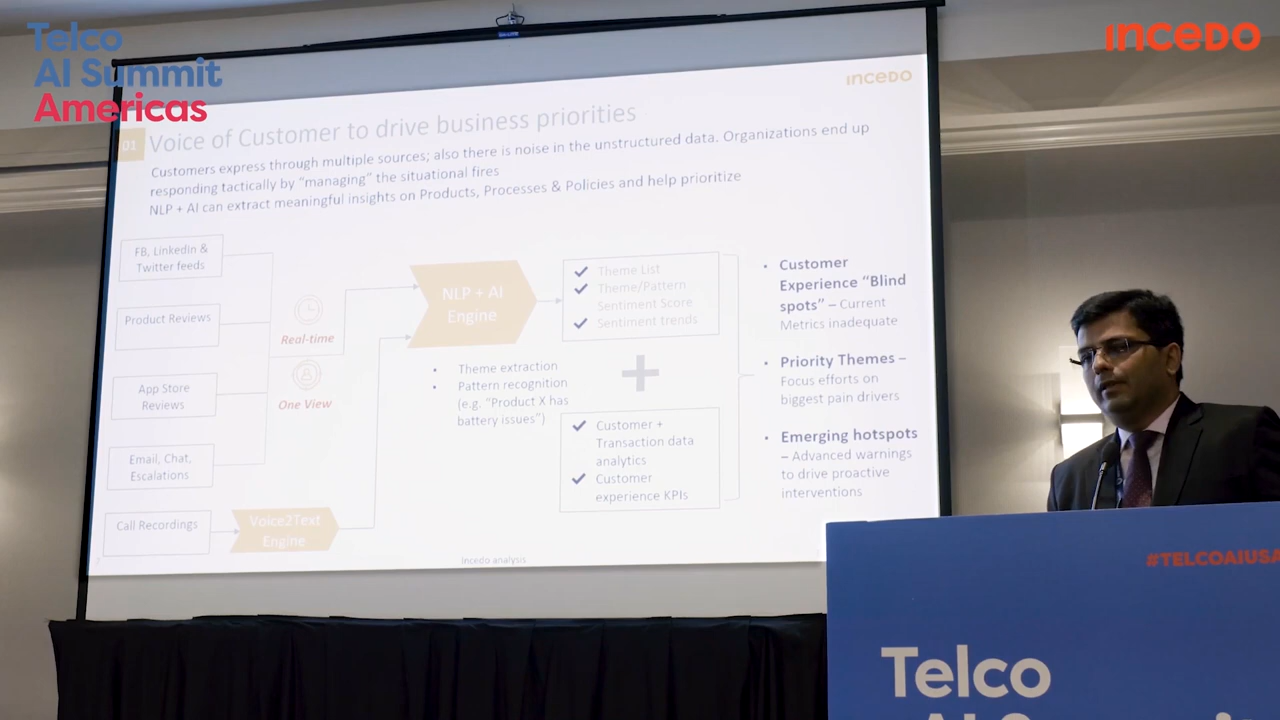 Telco
AI Summit
Americas
INCEDO
INCEDO
01
Voice of Customer to drive business priorities
Customers express through multiple sources; also there is noise in the unstructured data. Organizations end up
responding tactically by "managing" the situational fires
NLP + AI can extract meaningful insights on Products, Processes & Policies and help prioritize
FB, Linkedin &
Twitter feeds
Product Reviews
App Store
Reviews
Email, Chat,
Escalations
Call Recordings
Real-time
One View
Voice2Text
Engine
NLP + AI
Engine
• Theme extraction
• Pattern recognition
(e.g. "Product X has
battery issues")
Theme List
Theme/Pattern
Sentiment Score
Sentiment trends
+
Customer +
Transaction data
analytics
Customer
experience KPIs
• Customer
Experience "Blind
spots" – Current
Metrics inadequate
• Priority Themes –
Focus efforts on
biggest pain drivers
• Emerging hotspots
– Advanced warnings
to drive proactive
interventions
Incedo analysis
#TELCOAIUSA
Telco
AI Summit